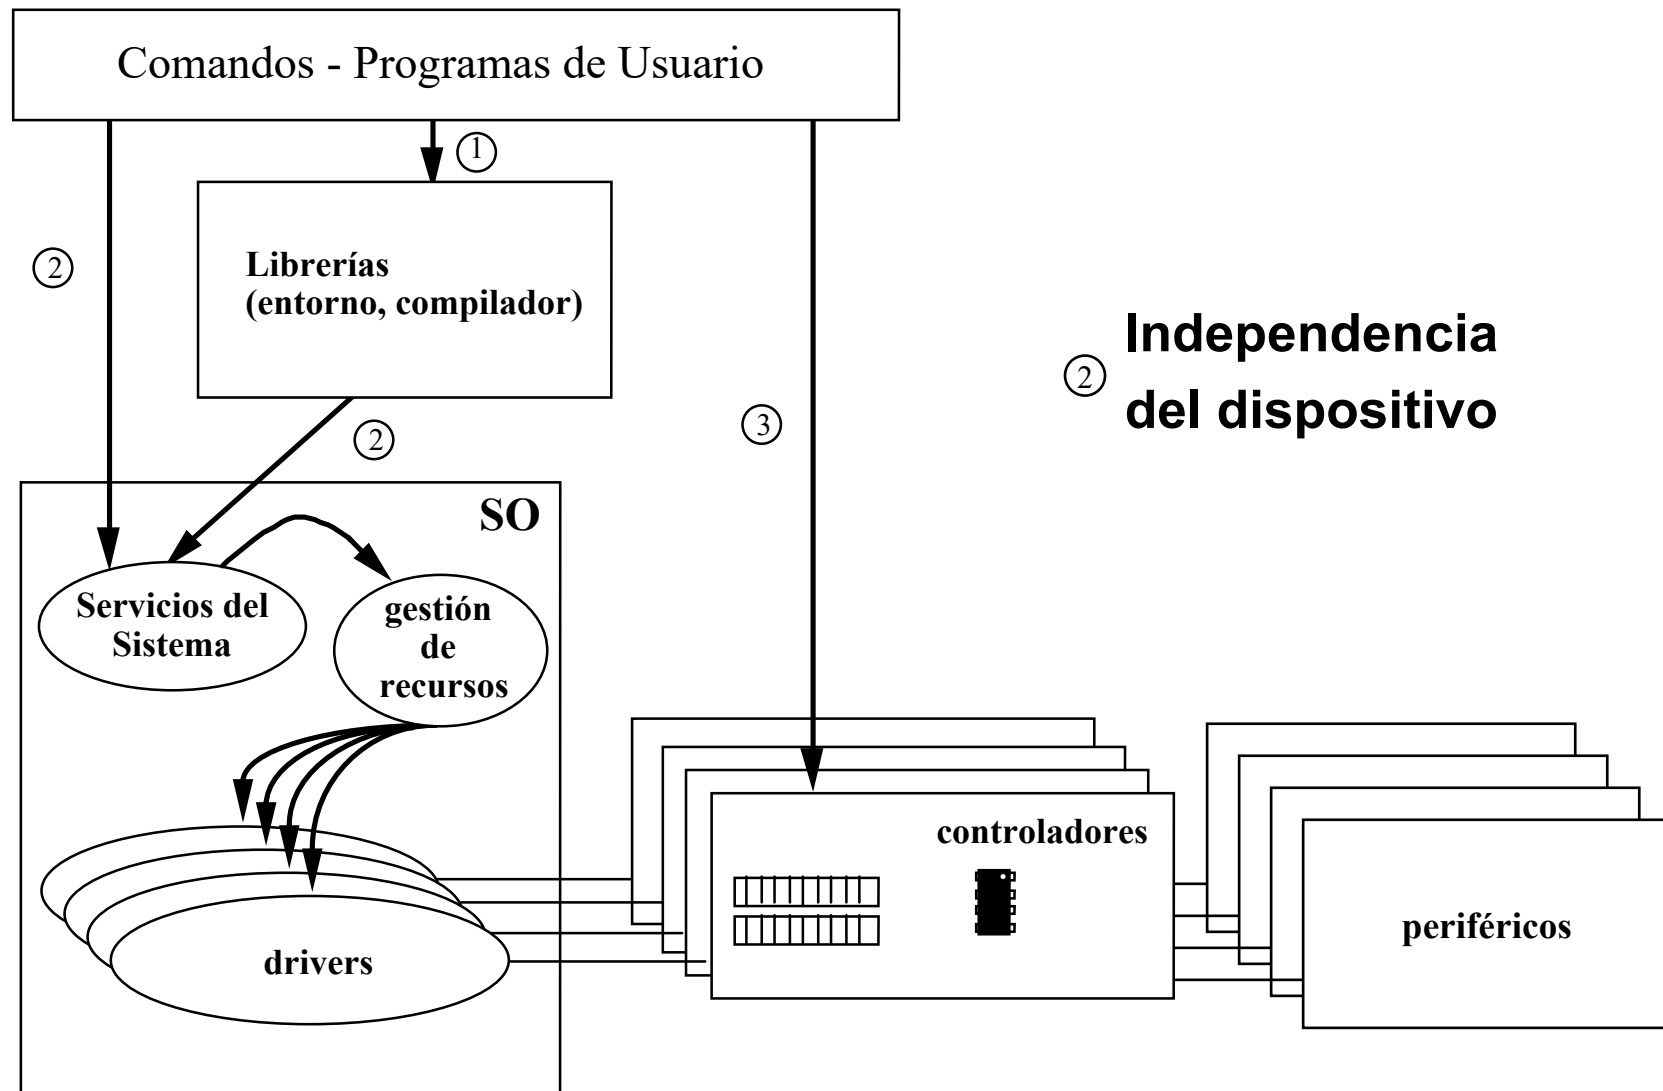 Comandos - Programas de Usuario
1
2
Librerías
(entorno, compilador)
2
3
2
Independencia
del dispositivo
SO
Servicios del
Sistema
gestión
de
recursos
controladores
drivers
periféricos